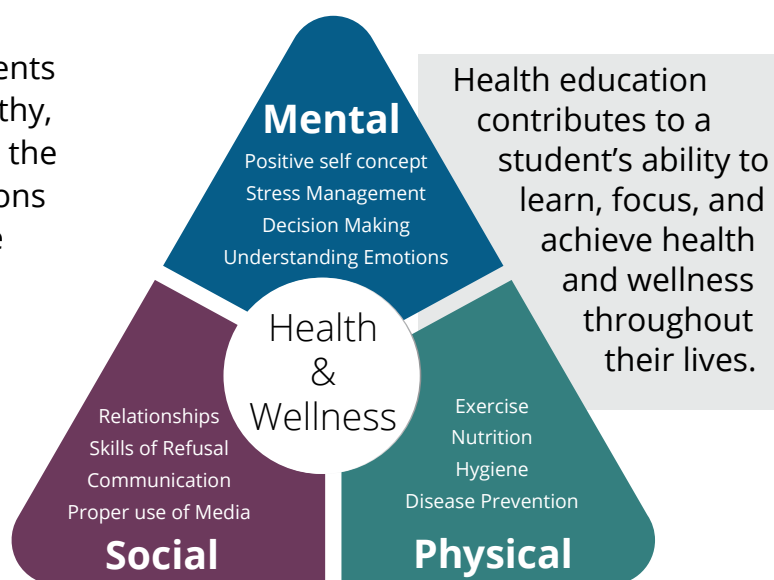 Mental
Positive self concept
Stress Management
Decision Making
Understanding Emotions
the
Health education
contributes to a
student's ability to
learn, focus, and
achieve health
and wellness
throughout
their lives.
Health
&
Wellness
Relationships
Skills of Refusal
Communication
Proper use of Media
Social
Exercise
Nutrition
Hygiene
Disease Prevention
Physical